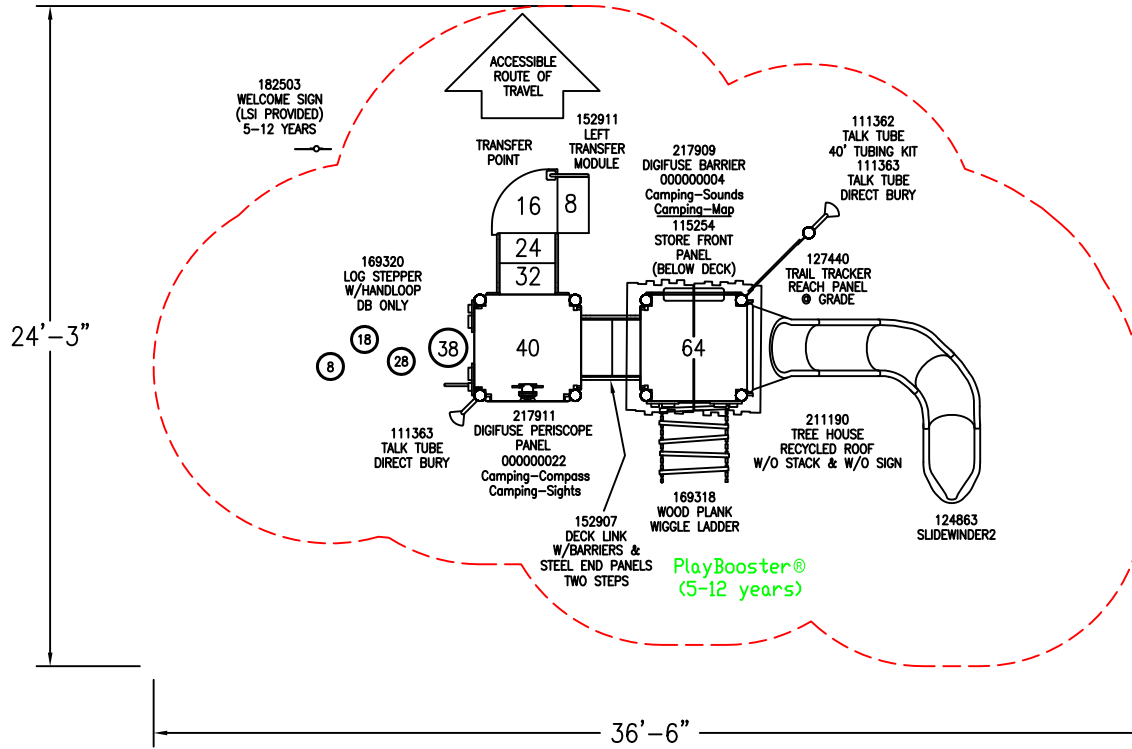 ACCESSIBLE
ROUTE OF
TRAVEL
182503
WELCOME SIGN
(LSI PROVIDED)
5-12 YEARS
TRANSFER
POINT
152911
LEFT
TRANSFER
MODULE
217909
DIGIFUSE BARRIER
000000004
Camping-Sounds
Camping-Map
115254
STORE FRONT
PANEL
(BELOW DECK)
111362
TALK TUBE
40' TUBING KIT
111363
TALK TUBE
DIRECT BURY
127440
TRAIL TRACKER
REACH PANEL
@ GRADE
169320
LOG STEPPER
W/HANDLOOP
DB ONLY
16
8
24
32
24'-3"
18
8
28
38
40
64
111363
TALK TUBE
DIRECT BURY
217911
DIGIFUSE PERISCOPE
PANEL
000000022
Camping-Compass
Camping-Sights
211190
TREE HOUSE
RECYCLED ROOF
W/O STACK & W/O SIGN
152907
DECK LINK
W/BARRIERS &
STEEL END PANELS
TWO STEPS
169318
WOOD PLANK
WIGGLE LADDER
124863
SLIDEWINDER2
PlayBooster®
(5-12 years)
36'-6"